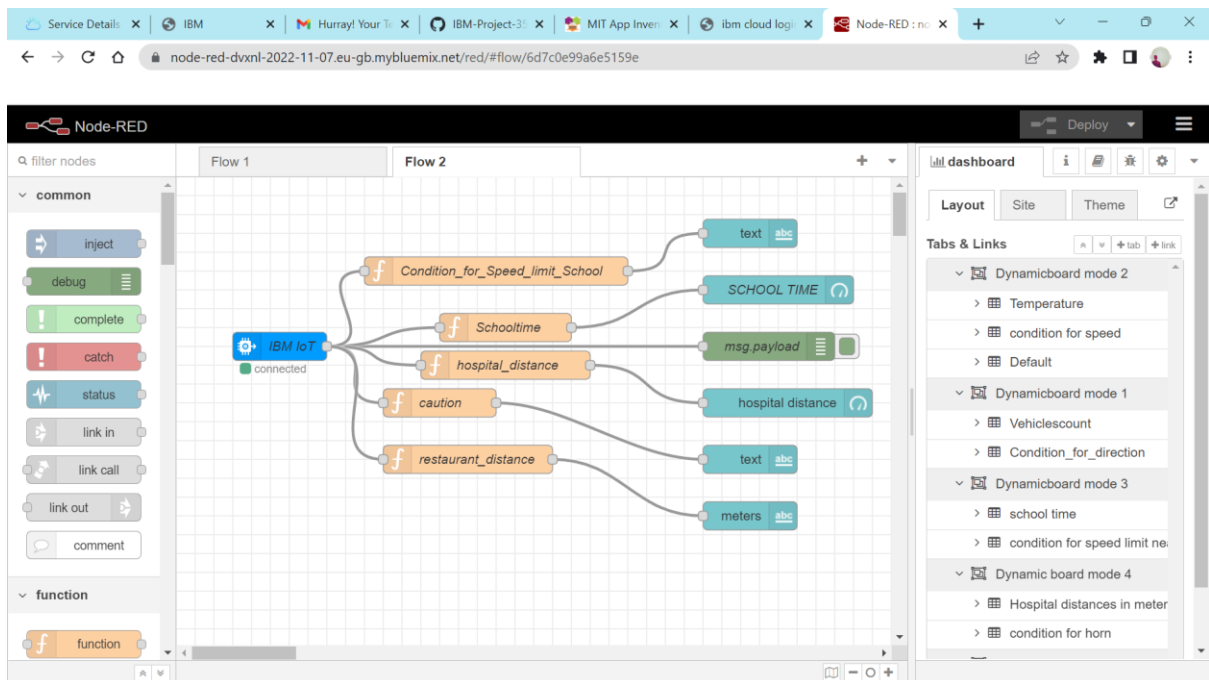 Service Details
IBM
Hurray! Your T
IBM-Project-35
MIT App Inven
ibm cloud logi
Node-RED : no
node-red-dvxnl-2022-11-07.eu-gb.mybluemix.net/red/#flow/6d7c0e99a6e5159e
Node-RED
Deploy
filter nodes
Flow 1
Flow 2
dashboard
common
inject
debug
complete
catch
status
link in
link call
link out
comment
function
function
Condition_for_Speed_limit_School
text abc
SCHOOL TIME
Schooltime
IBM IoT
connected
msg.payload
hospital_distance
hospital distance
caution
text abc
restaurant_distance
meters abc
Layout
Site
Theme
Tabs & Links
+tab
+link
Dynamicboard mode 2
Temperature
condition for speed
Default
Dynamicboard mode 1
Vehiclescount
Condition_for_direction
Dynamicboard mode 3
school time
condition for speed limit nea
Dynamic board mode 4
Hospital distances in meter
condition for horn